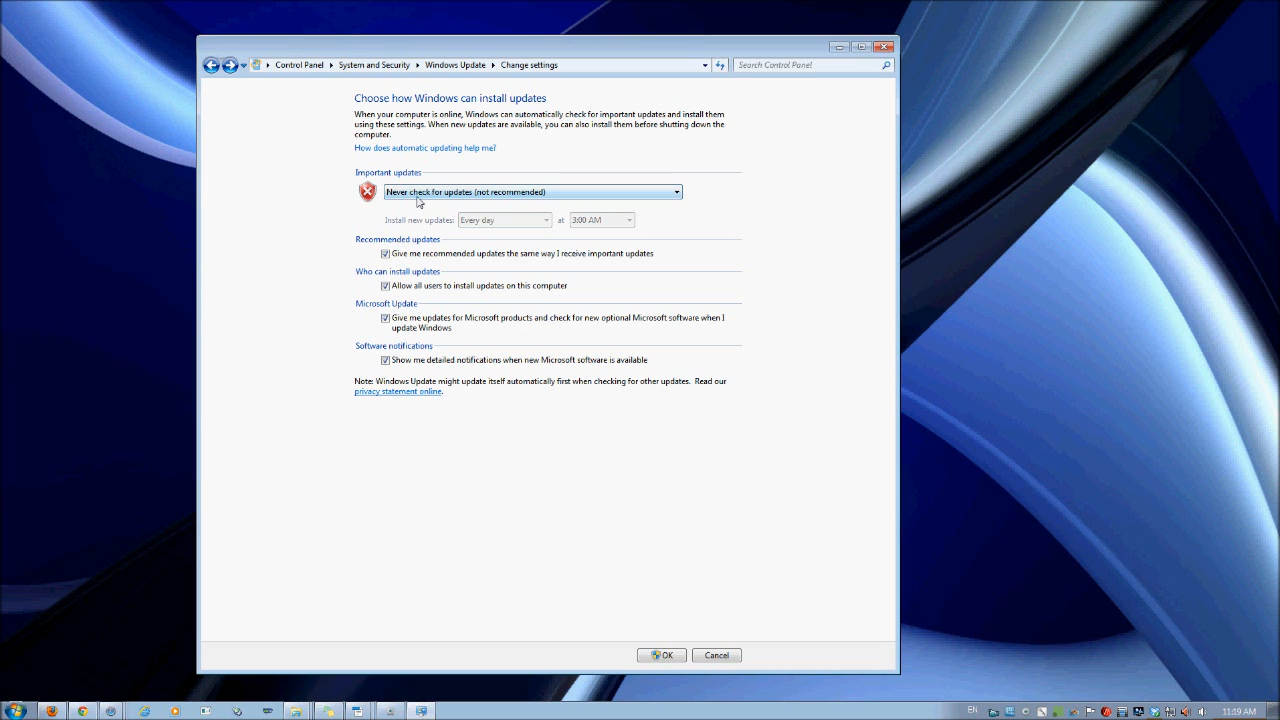 Control Panel
System and Security
Windows Update
Change settings
Search Control Panel
Choose how Windows can install updates
When your computer is online, Windows can automatically check for important updates and install them
using these settings. When new updates are available, you can also install them before shutting down the
computer.
How does automatic updating help me?
Important updates
Never check for updates (not recommended)
Install new updates: Every day at 3:00 AM
Recommended updates
Give me recommended updates the same way I receive important updates
Who can install updates
Allow all users to install updates on this computer
Microsoft Update
Give me updates for Microsoft products and check for new optional Microsoft software when I
update Windows
Software notifications
Show me detailed notifications when new Microsoft software is available
Note: Windows Update might update itself automatically first when checking for other updates. Read our
privacy statement online.
OK Cancel
EN 11:19 AM